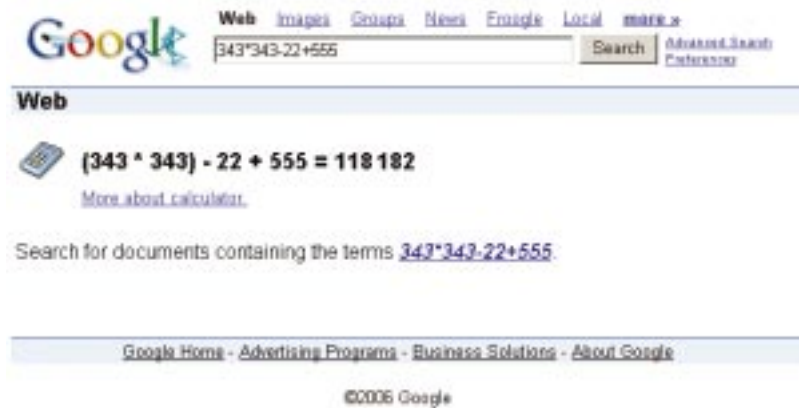 Web Images Groups News Froogle Local more »
Google
343*343-22+555 Search Advanced Search
Preferences
Web
(343 * 343) - 22 + 555 = 118 182
More about calculator.
Search for documents containing the terms 343*343-22+555.
Google Home - Advertising Programs - Business Solutions - About Google
©2006 Google